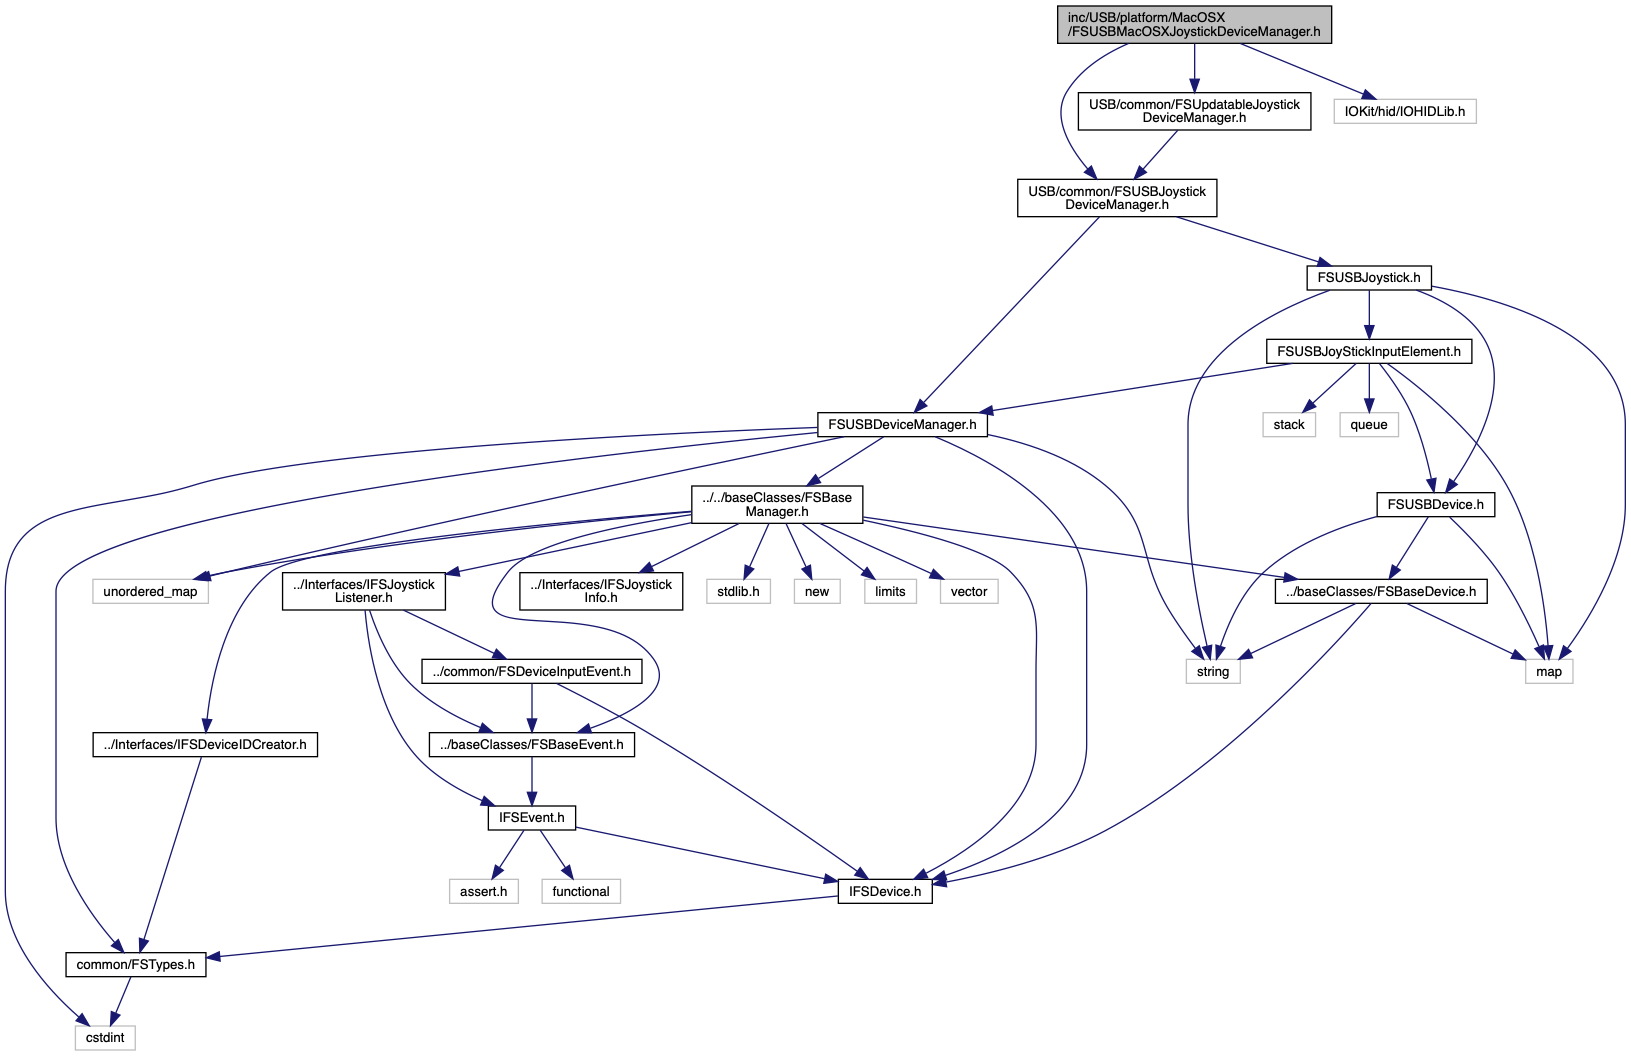 inc/USB/platform/MacOSX
/FSUSBMacOSXJoystickDeviceManager.h
USB/common/FSUpdatableJoystick
DeviceManager.h
IOKit/hid/IOHIDLib.h
USB/common/FSUSBJoystick
DeviceManager.h
FSUSBJoystick.h
FSUSBJoyStickInputElement.h
FSUSBDeviceManager.h
stack
queue
../../baseClasses/FSBase
Manager.h
FSUSBDevice.h
unordered_map
../Interfaces/IFSJoystick
Listener.h
../Interfaces/IFSJoystick
Info.h
stdlib.h
new
limits
vector
../baseClasses/FSBaseDevice.h
../common/FSDeviceInputEvent.h
string
map
../Interfaces/IFSDeviceIDCreator.h
../baseClasses/FSBaseEvent.h
IFSEvent.h
assert.h
functional
IFSDevice.h
common/FSTypes.h
cstdint